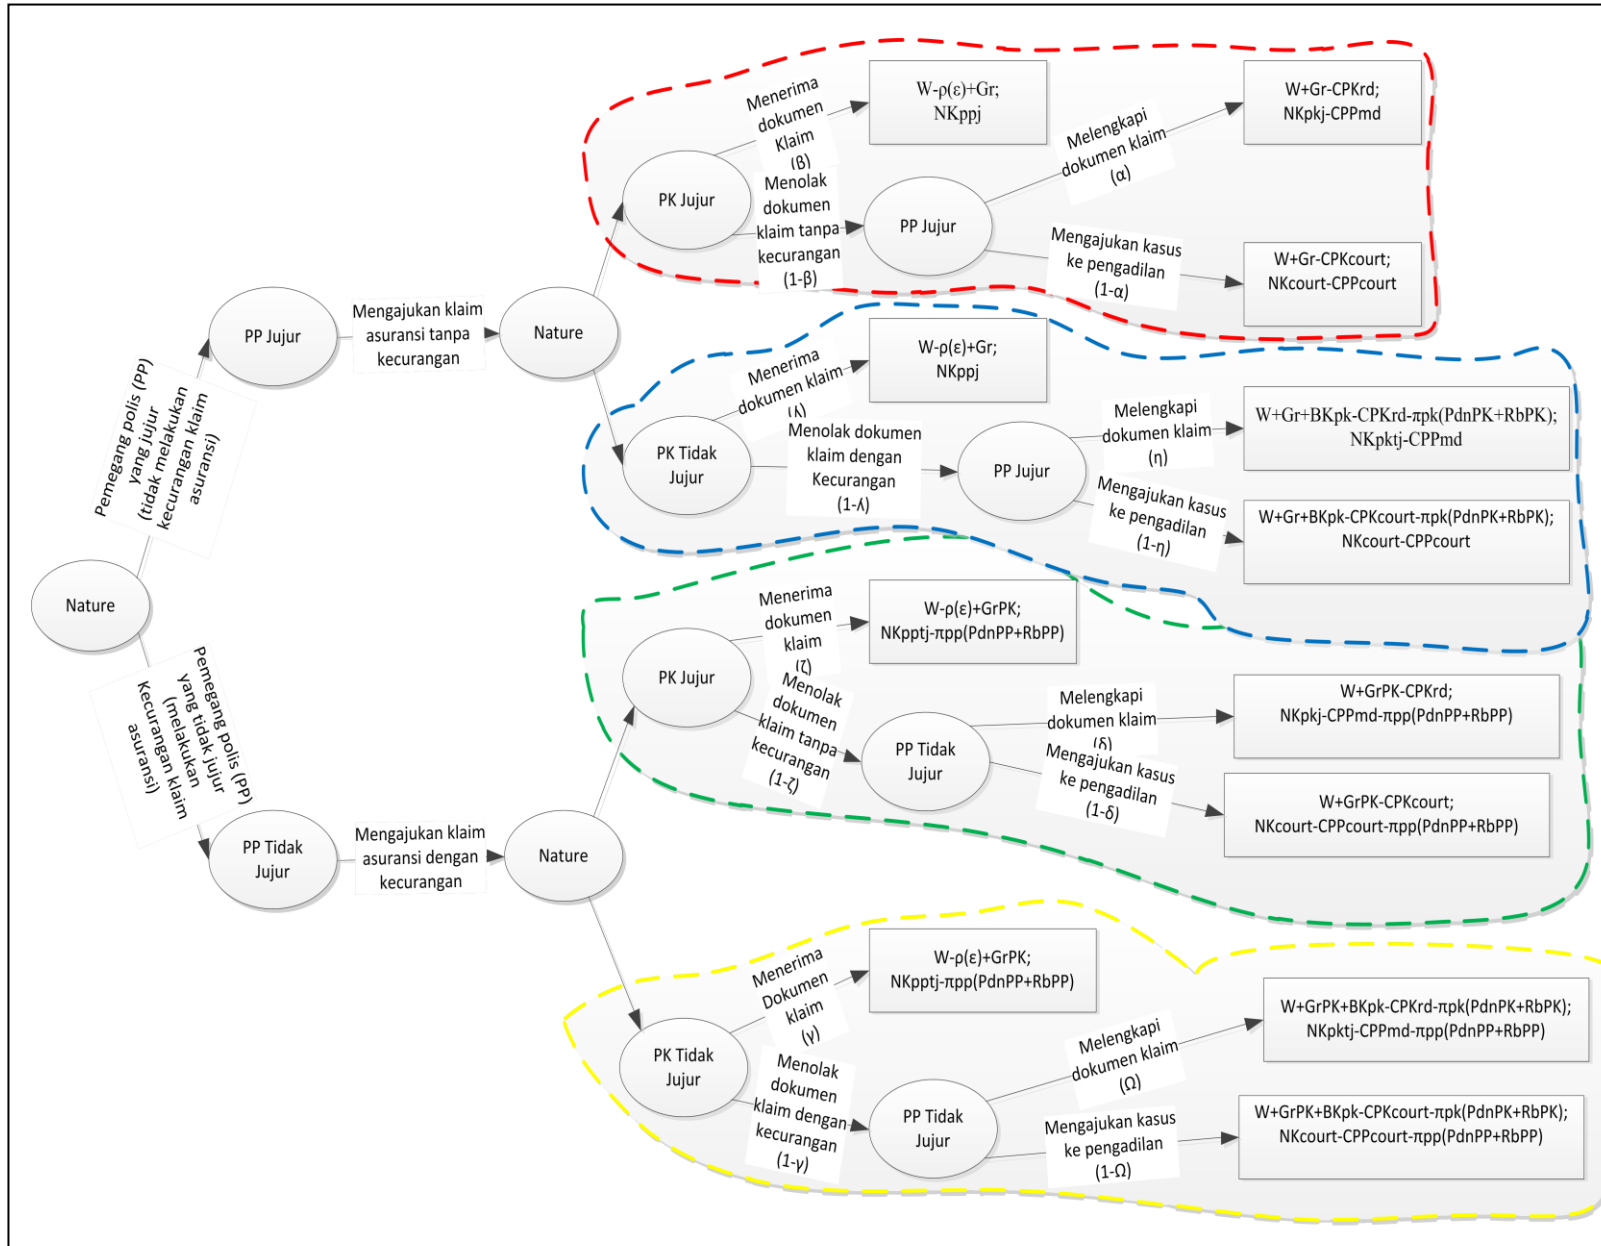 Nature
Pemegang polis (PP)
yang jujur
(tidak melakukan
kecurangan klaim
asuransi)
PP Jujur
Mengajukan klaim
asuransi tanpa
kecurangan
Nature
PK Jujur
Menerima
dokumen
Klaim
(β)
W-ρ(ε)+Gr;
NKppj
Menolak
dokumen
klaim tanpa
kecurangan
(1-β)
PP Jujur
Melengkapi
dokumen klaim
(α)
W+Gr-CPKrd;
NKpkj-CPPmd
Mengajukan kasus
ke pengadilan
(1-α)
W+Gr-CPKcourt;
NKcourt-CPPcourt
PK Tidak
Jujur
Menerima
dokumen klaim
(λ)
W-ρ(ε)+Gr;
NKppj
Menolak dokumen
klaim dengan
Kecurangan
(1-λ)
PP Jujur
Melengkapi
dokumen klaim
(η)
W+Gr+BKpk-CPKrd-πpk(PdnPK+RbPK);
NKpktj-CPPmd
Mengajukan kasus
ke pengadilan
(1-η)
W+Gr+BKpk-CPKcourt-πpk(PdnPK+RbPK);
NKcourt-CPPcourt
Pemegang polis (PP)
yang tidak jujur
(melakukan
Kecurangan klaim
asuransi)
PP Tidak
Jujur
Mengajukan klaim
asuransi dengan
kecurangan
Nature
PK Jujur
Menerima
dokumen
klaim
(ζ)
W-ρ(ε)+GrPK;
NKpptj-πpp(PdnPP+RbPP)
Menolak
dokumen
klaim tanpa
kecurangan
(1-ζ)
PP Tidak
Jujur
Melengkapi
dokumen klaim
(δ)
W+GrPK-CPKrd;
NKpkj-CPPmd-πpp(PdnPP+RbPP)
Mengajukan kasus
ke pengadilan
(1-δ)
W+GrPK-CPKcourt;
NKcourt-CPPcourt-πpp(PdnPP+RbPP)
PK Tidak
Jujur
Menerima
Dokumen
klaim
(γ)
W-ρ(ε)+GrPK;
NKpptj-πpp(PdnPP+RbPP)
Menolak
dokumen
klaim dengan
kecurangan
(1-γ)
PP Tidak
Jujur
Melengkapi
dokumen klaim
(Ω)
W+GrPK+BKpk-CPKrd-πpk(PdnPK+RbPK);
NKpktj-CPPmd-πpp(PdnPP+RbPP)
Mengajukan kasus
ke pengadilan
(1-Ω)
W+GrPK+BKpk-CPKcourt-πpk(PdnPK+RbPK);
NKcourt-CPPcourt-πpp(PdnPP+RbPP)